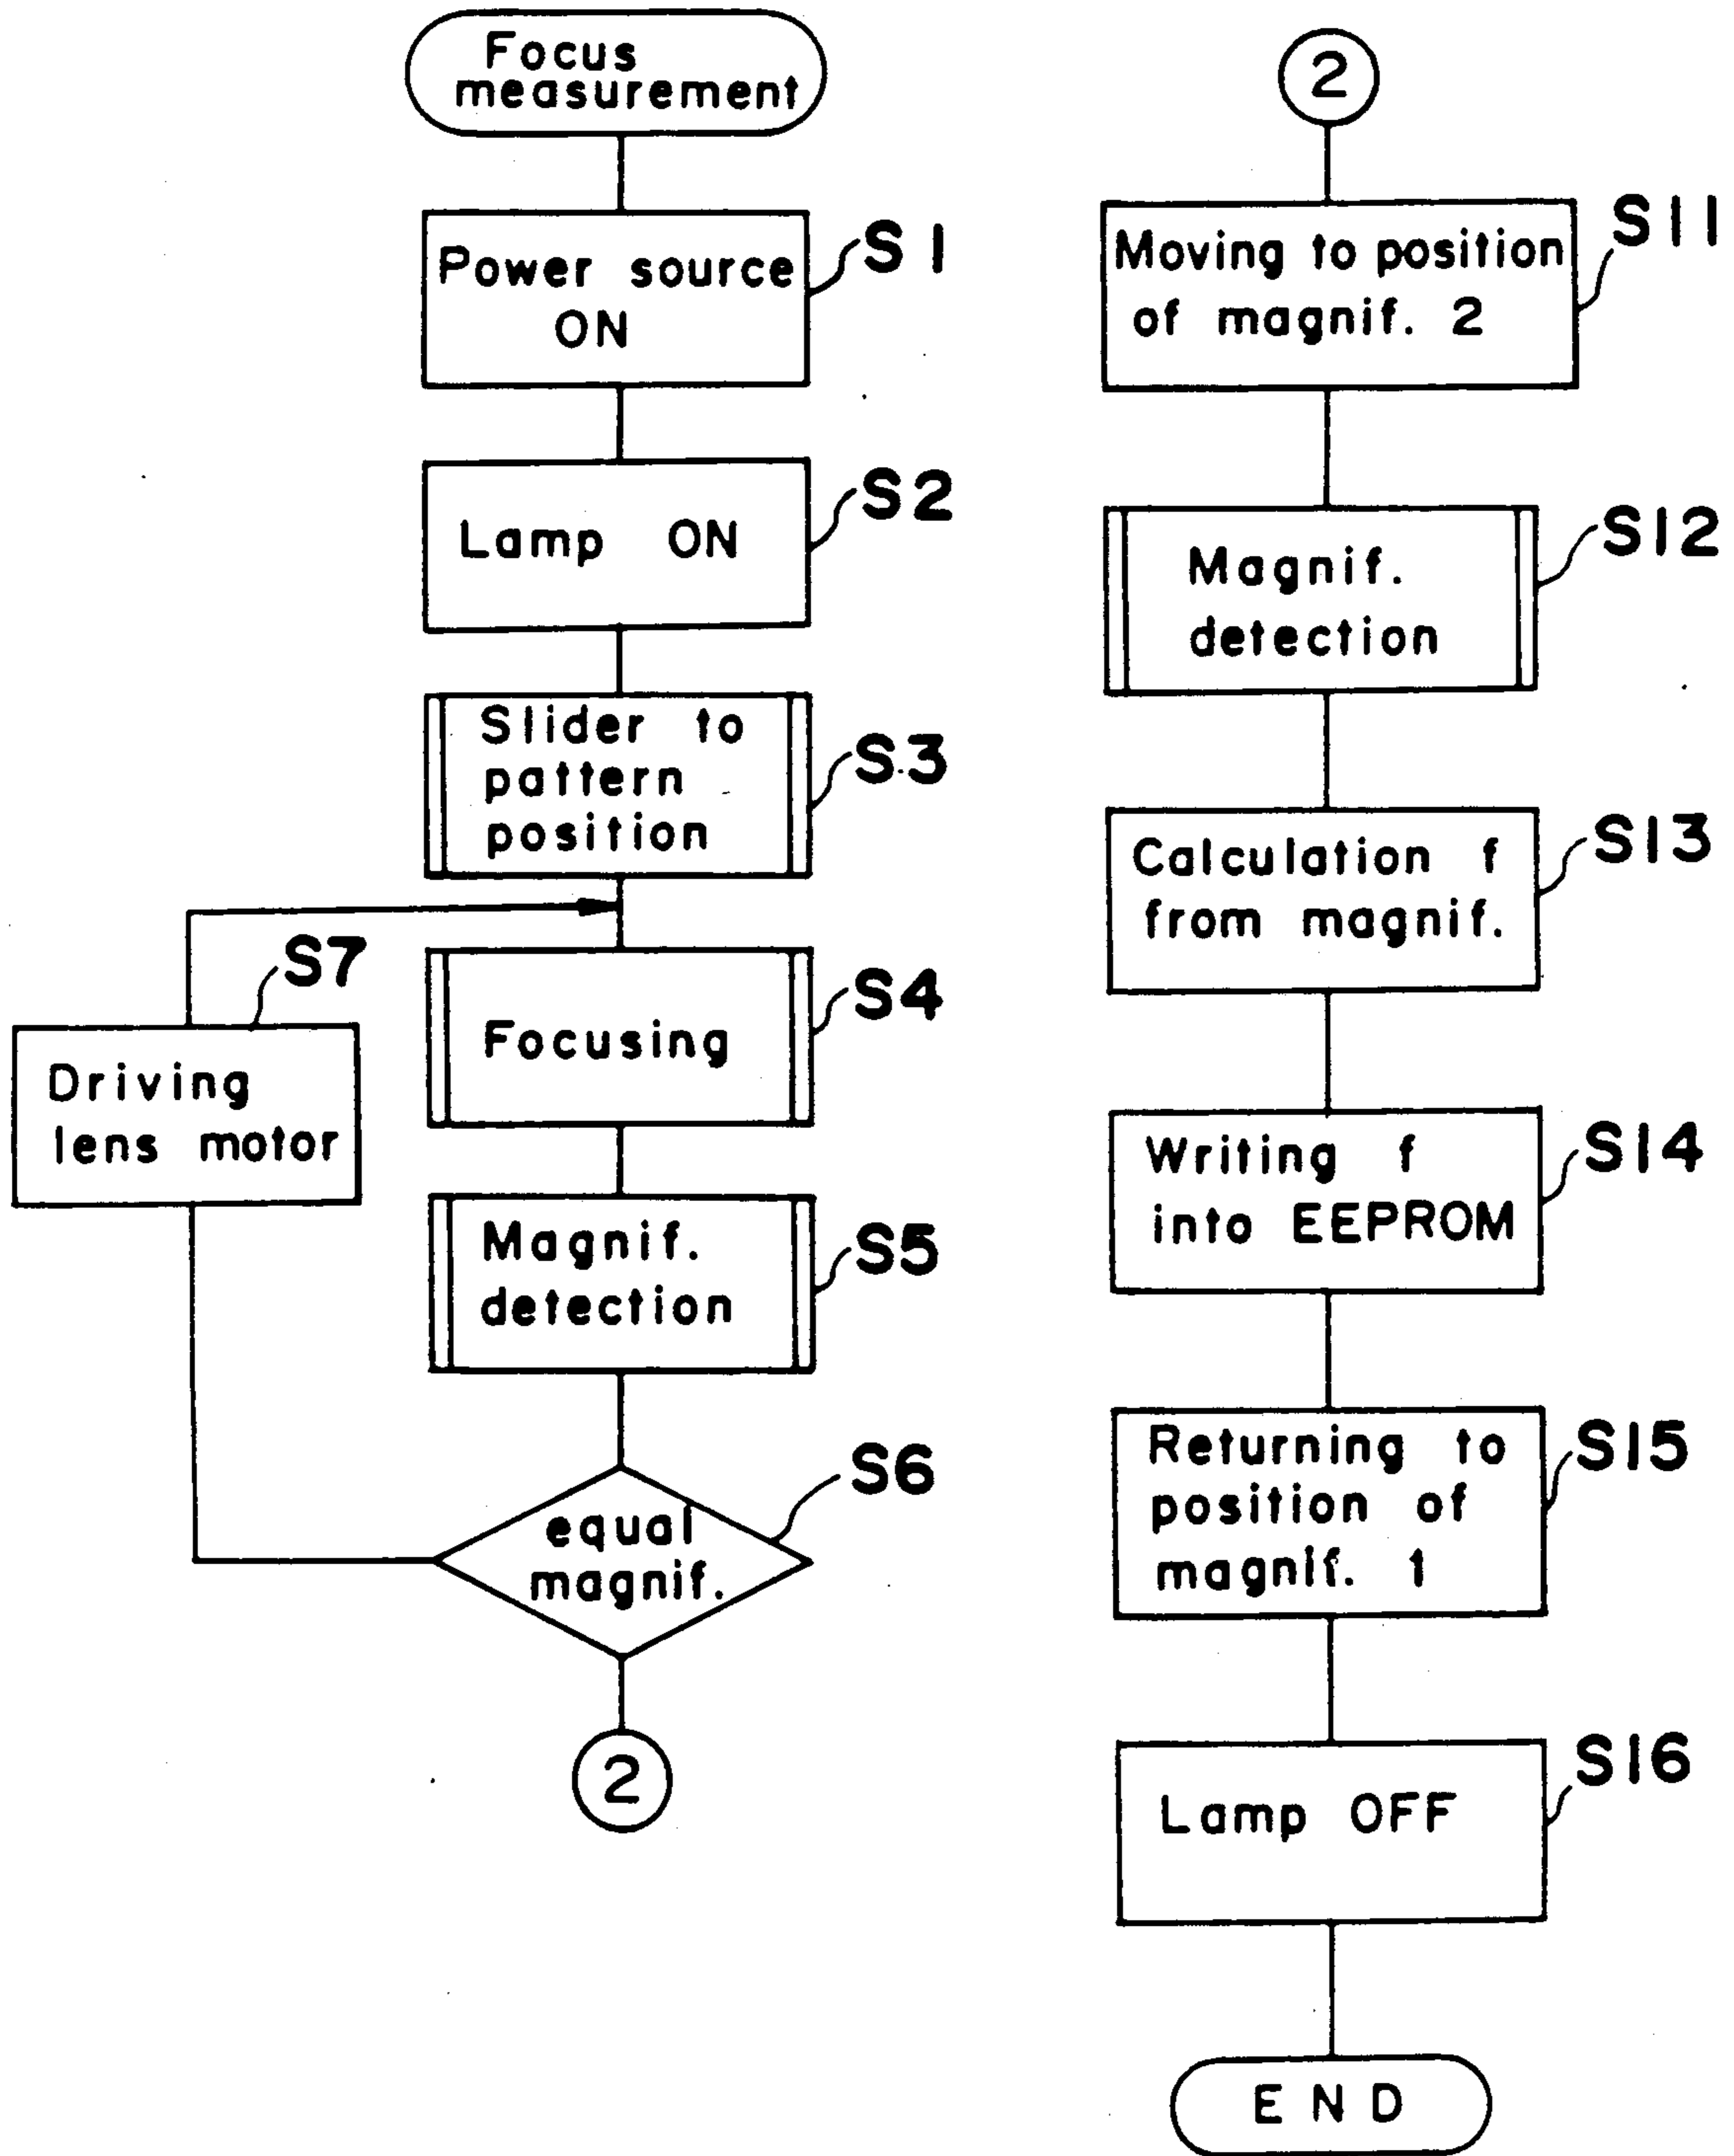 Focus
measurement
Power source
ON
S1
Lamp ON
S2
Slider to
pattern
position
S3
S7
Driving
lens motor
Focusing
S4
Magnif.
detection
S5
equal
magnif.
S6
2
2
Moving to position
of magnif. 2
S11
Magnif.
detection
S12
Calculation f
from magnif.
S13
Writing f
into EEPROM
S14
Returning to
position of
magnif. 1
S15
Lamp OFF
S16
END